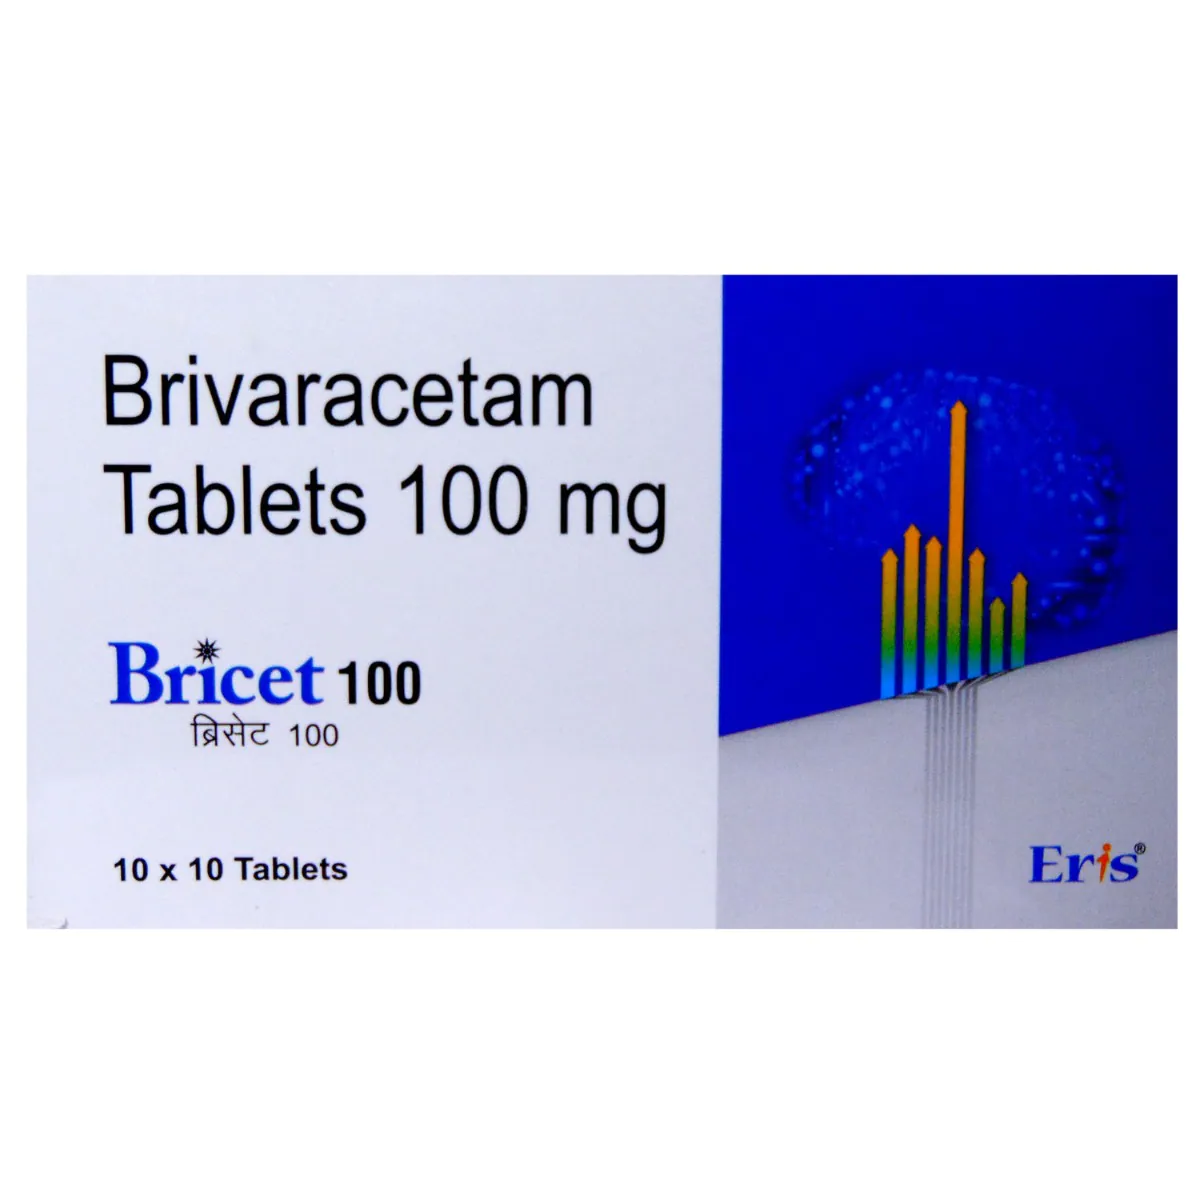 Brivaracetam
Tablets 100 mg
Bricet 100
ब्रिसेट 100
10 x 10 Tablets
Eris®